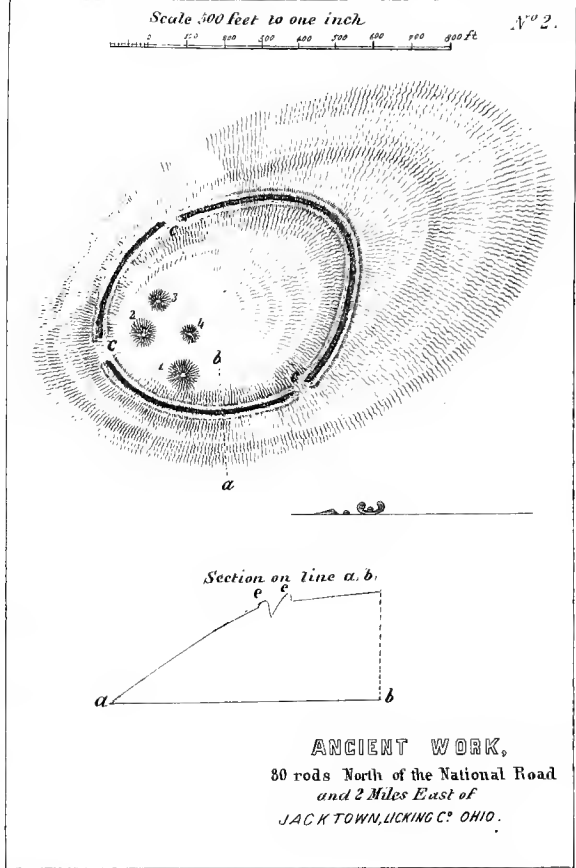 Scale 500 feet to one inch
No 2.
0 100 200 300 400 500 600 700 800 ft
c
3
2
4
c
b
1
c
a
Section on line a, b,
e e
a b
ANCIENT WORK,
80 rods North of the National Road
and 2 Miles East of
JACKTOWN, LICKING Co. OHIO.